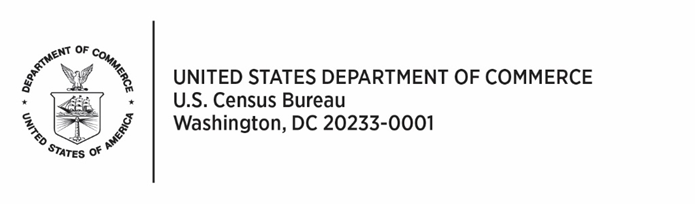 DEPARTMENT OF COMMERCE
UNITED STATES OF AMERICA
UNITED STATES DEPARTMENT OF COMMERCE
U.S. Census Bureau
Washington, DC 20233-0001